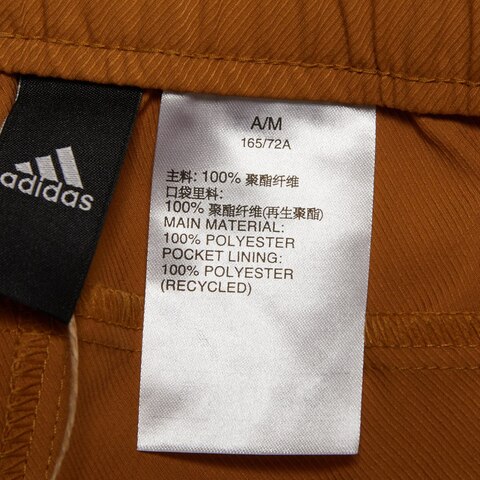 adidas
A/M
165/72A
主料: 100% 聚酯纤维
口袋里料:
100% 聚酯纤维(再生聚酯)
MAIN MATERIAL:
100% POLYESTER
POCKET LINING:
100% POLYESTER
(RECYCLED)